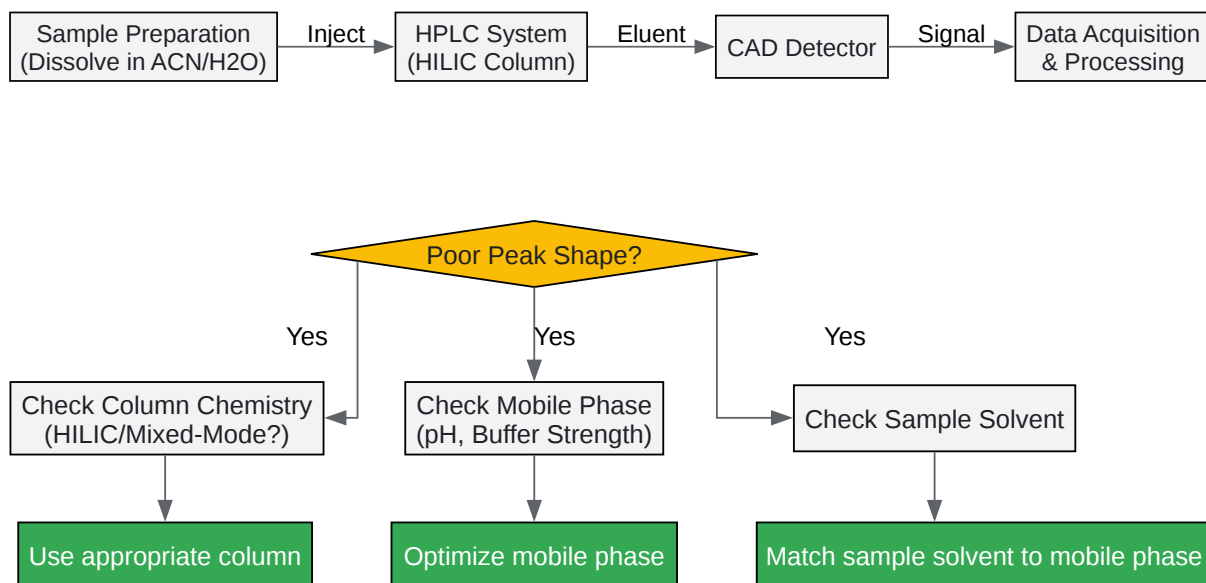 Sample Preparation
(Dissolve in ACN/H2O)
Inject
HPLC System
(HILIC Column)
Eluent
CAD Detector
Signal
Data Acquisition
& Processing
Poor Peak Shape?
Yes
Yes
Yes
Check Column Chemistry
(HILIC/Mixed-Mode?)
Check Mobile Phase
(pH, Buffer Strength)
Check Sample Solvent
Use appropriate column
Optimize mobile phase
Match sample solvent to mobile phase